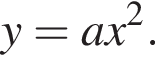 y = ax².